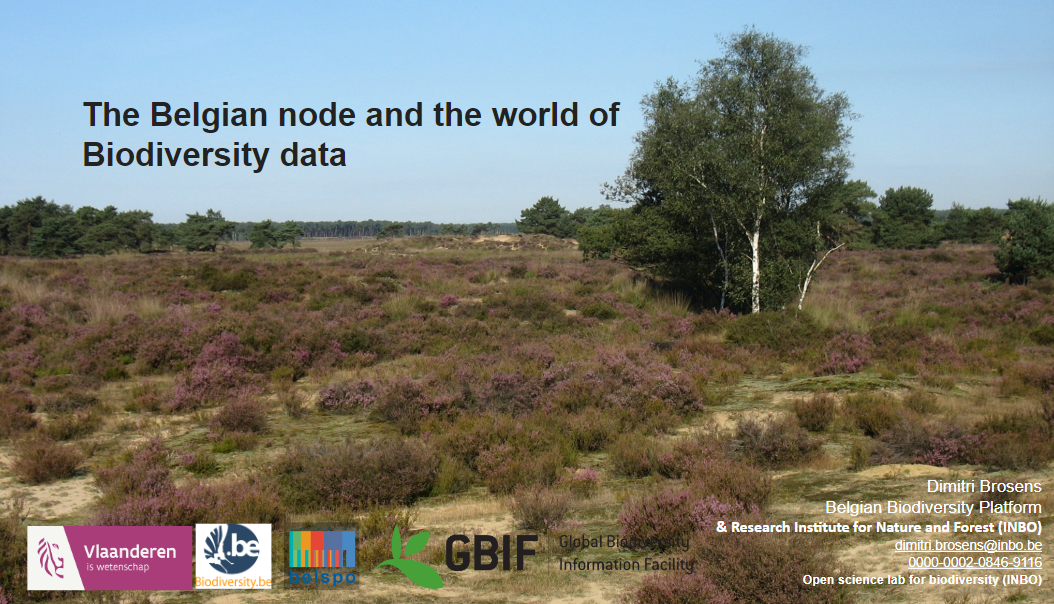 The Belgian node and the world of
Biodiversity data
Dimitri Brosens
Belgian Biodiversity Platform
& Research Institute for Nature and Forest (INBO)
dimitri.brosens@inbo.be
0000-0002-0846-9116
Open science lab for biodiversity (INBO)
Vlaanderen
is wetenschap
.be
Biodiversity.be
belspo
GBIF
Global Biodiversity
Information Facility